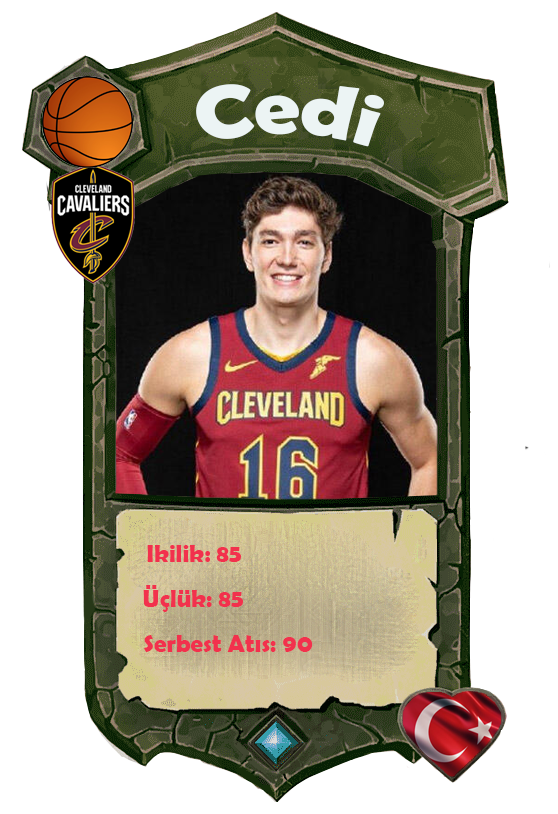 Cedi
CLEVELAND
CAVALIERS
CLEVELAND
16
Ikilik: 85
Üçlük: 85
Serbest Atıs: 90